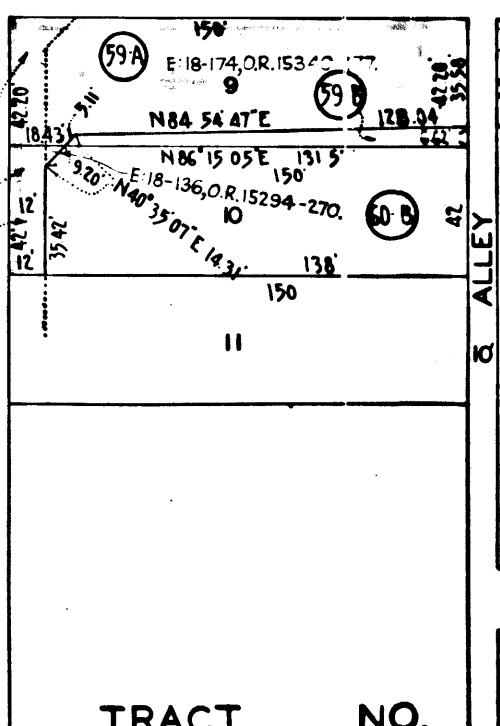 150'
59-A
E:18-174,O.R.15340-177.
9
59 B
42.20'
5.11'
42.20'
35.58'
N84°54'47"E
128.04
18.43'
N86°15'05"E 131.5'
150'
9.20'
E:18-136,O.R.15294-270.
N40°35'07"E 14.31'
10
60-B
12'
42'
12'
35.42'
42
138'
150
11
ALLEY
TRACT NO.